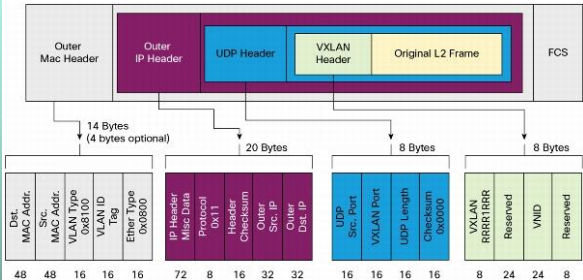 Outer
Mac Header
Outer
IP Header
UDP Header
VXLAN
Header
Original L2 Frame
FCS
14 Bytes
(4 bytes optional)
20 Bytes
8 Bytes
8 Bytes
Dst.
MAC Addr.
Src.
MAC Addr.
VLAN Type
0x8100
VLAN ID
Tag
Ether Type
0x0800
IP Header
Misc Data
Protocol
0x11
Header
Checksum
Outer
Src. IP
Outer
Dst. IP
UDP
Src. Port
VXLAN Port
UDP Length
Checksum
0x0000
VXLAN
RRRR1RRR
Reserved
VNID
Reserved
48 48 16 16 16
72 8 16 32 32
16 16 16 16
8 24 24 8